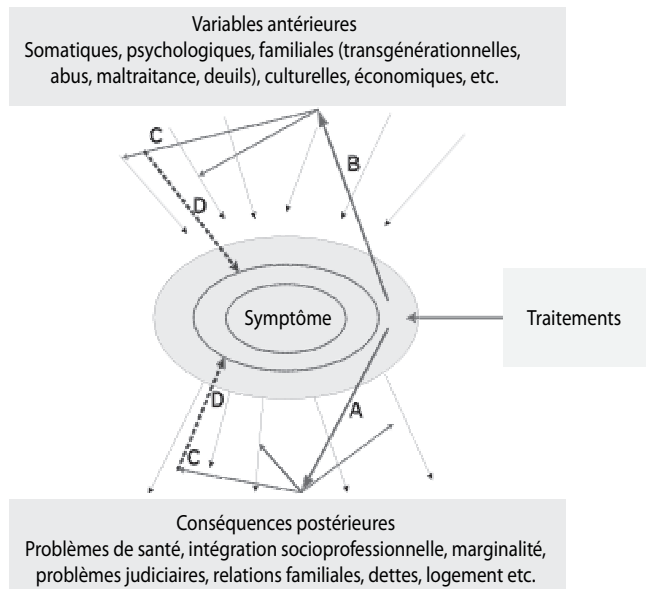 Variables antérieures
Somatiques, psychologiques, familiales (transgénérationnelles,
abus, maltraitance, deuils), culturelles, économiques, etc.
C
B
D
Symptôme
Traitements
D
A
C
Conséquences postérieures
Problèmes de santé, intégration socioprofessionnelle, marginalité,
problèmes judiciaires, relations familiales, dettes, logement etc.